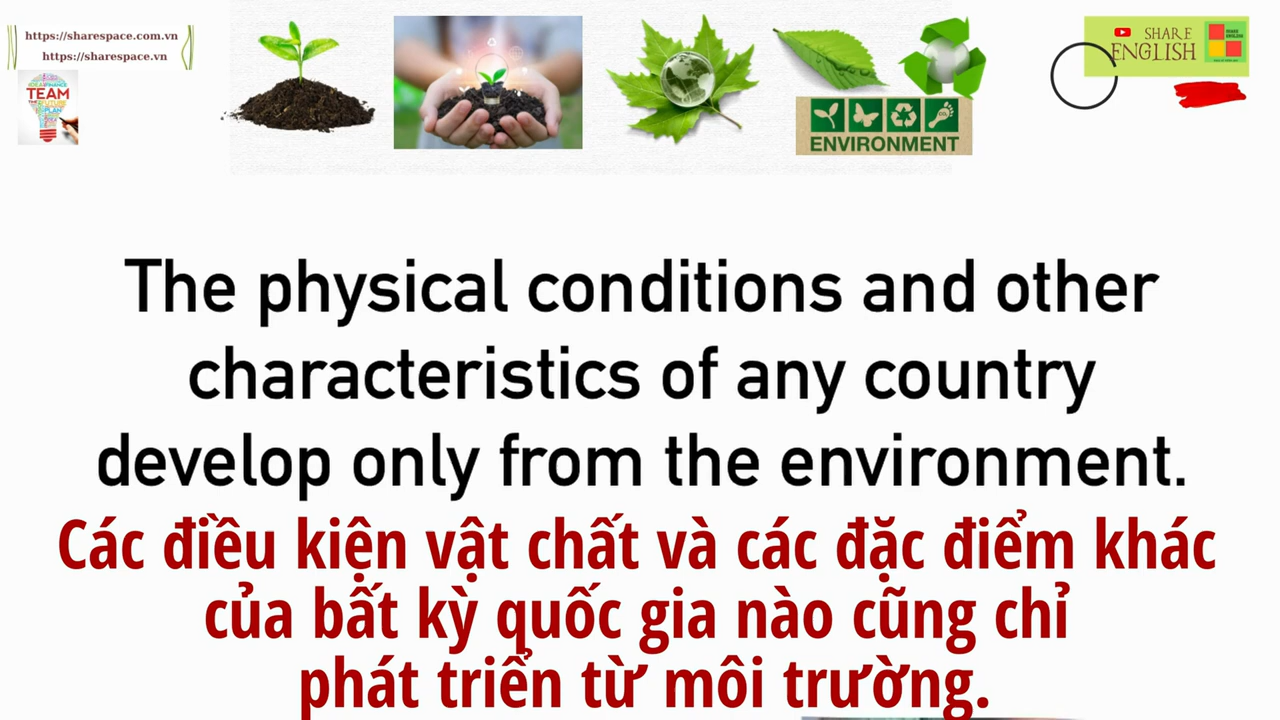 https://sharespace.com.vn
https://sharespace.vn
TEAM
PLAN
ENVIRONMENT
SHARE
ENGLISH
The physical conditions and other
characteristics of any country
develop only from the environment.
Các điều kiện vật chất và các đặc điểm khác
của bất kỳ quốc gia nào cũng chỉ
phát triển từ môi trường.